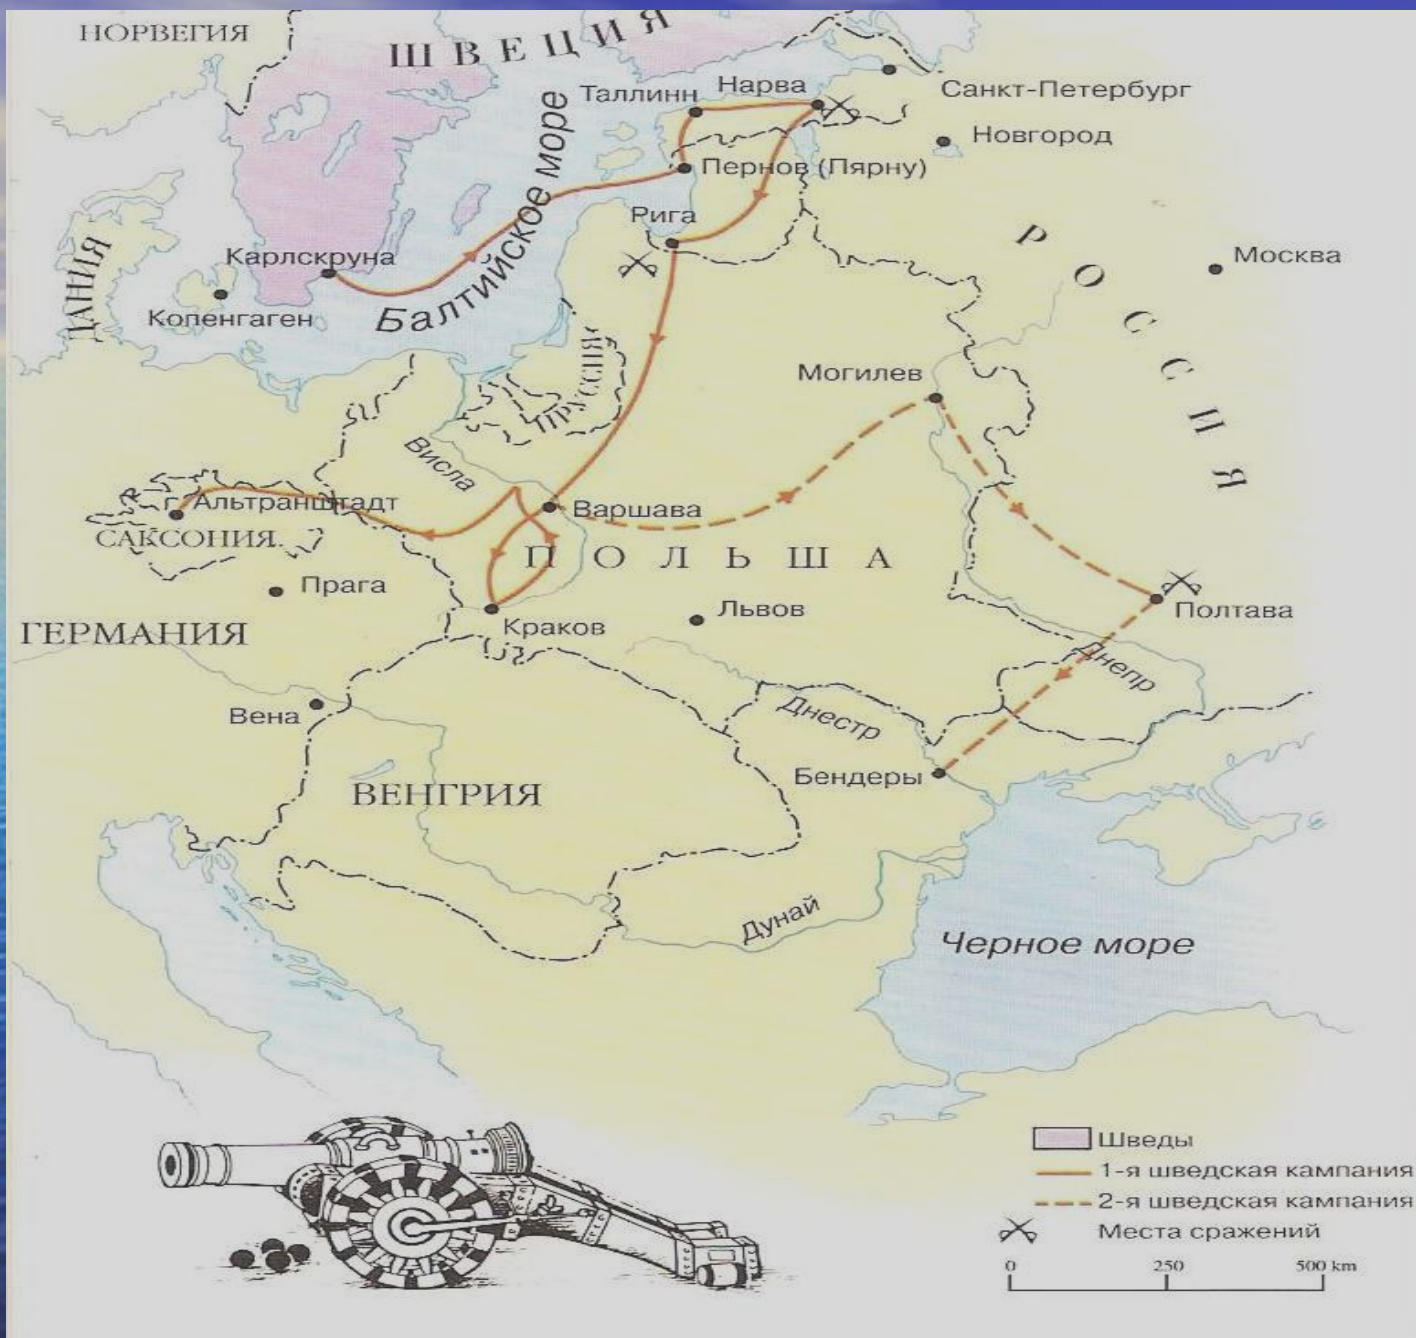 НОРВЕГИЯ
ШВЕЦИЯ
Таллинн
Нарва
Санкт-Петербург
Новгород
Пернов (Пярну)
Балтийское море
Рига
РОССИЯ
Москва
ДАНИЯ
Карлскруна
Копенгаген
ПРУССИЯ
Могилев
Висла
г. Альтранштадт
Варшава
САКСОНИЯ
ПОЛЬША
Прага
Львов
Полтава
Краков
ГЕРМАНИЯ
Днепр
Вена
Днестр
Бендеры
ВЕНГРИЯ
Дунай
Черное море
Шведы
1-я шведская кампания
2-я шведская кампания
Места сражений
0 250 500 km